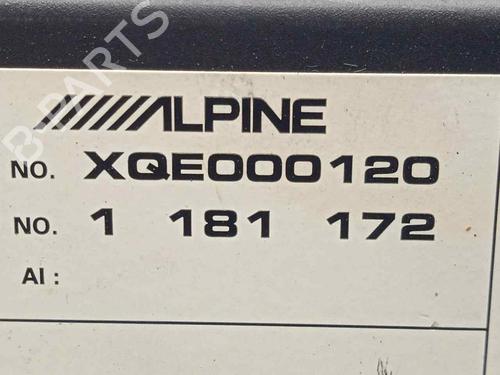 ALPINE
NO. XQE000120
NO. 1 181 172
AI :
B-PARTS